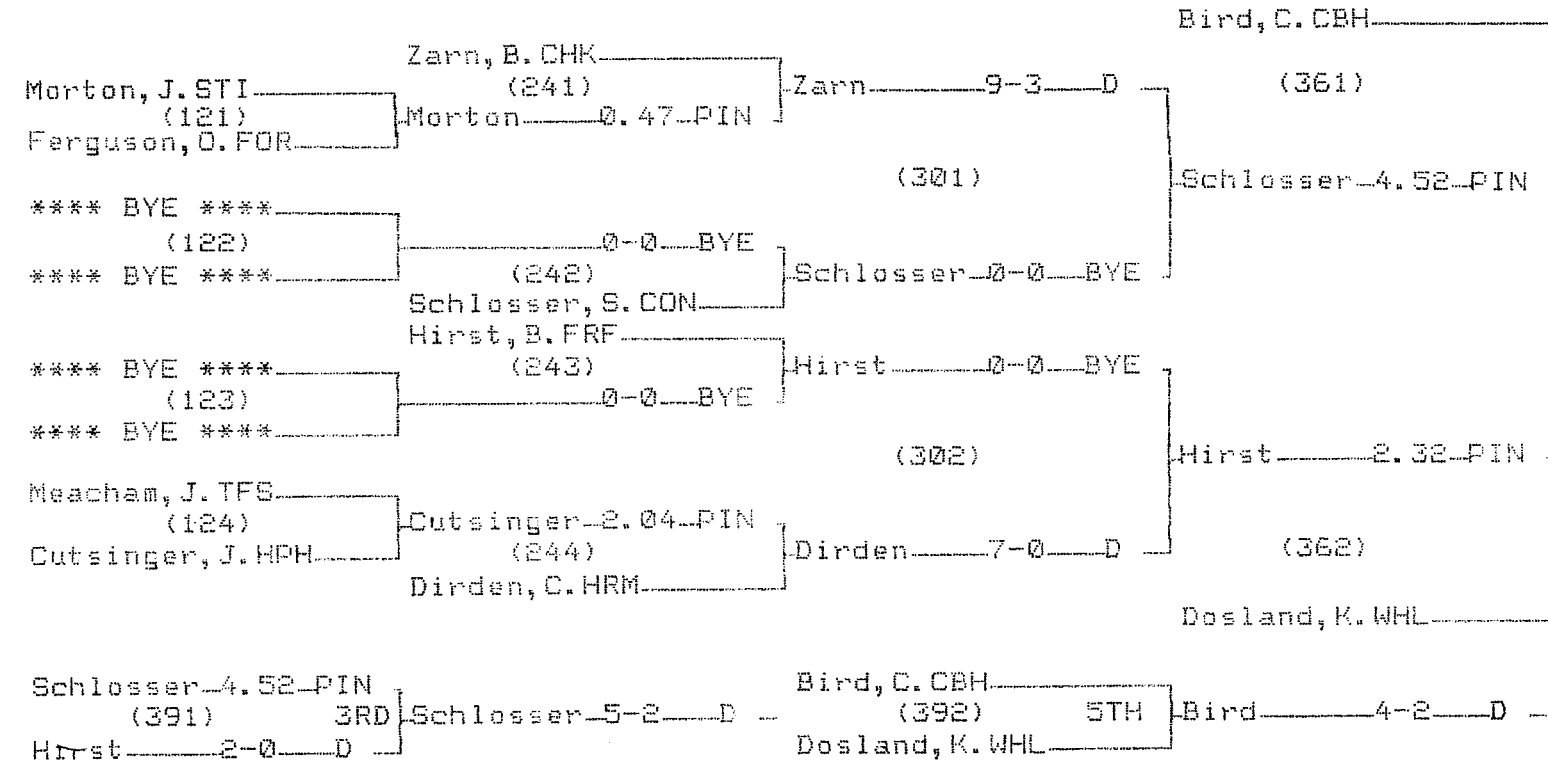 Bird, C. CBH
Zarn, B. CHK
Morton, J. STI (241) Zarn 9-3 D (361)
(121) Morton 0.47 PIN
Ferguson, O. FOR
(301) Schlosser 4.52 PIN
**** BYE ****
(122) 0-0 BYE
**** BYE **** (242) Schlosser 0-0 BYE
Schlosser, S. CON
Hirst, B. FRF
**** BYE **** (243) Hirst 0-0 BYE
(123) 0-0 BYE
**** BYE ****
(302) Hirst 2.32 PIN
Meacham, J. TFS
(124) Cutsinger 2.04 PIN
Cutsinger, J. HPH (244) Dirden 7-0 D (362)
Dirden, C. HRM
Dosland, K. WHL
Schlosser 4.52 PIN Bird, C. CBH
(391) 3RD Schlosser 5-2 D (392) 5TH Bird 4-2 D
Hirst 2-0 D Dosland, K. WHL